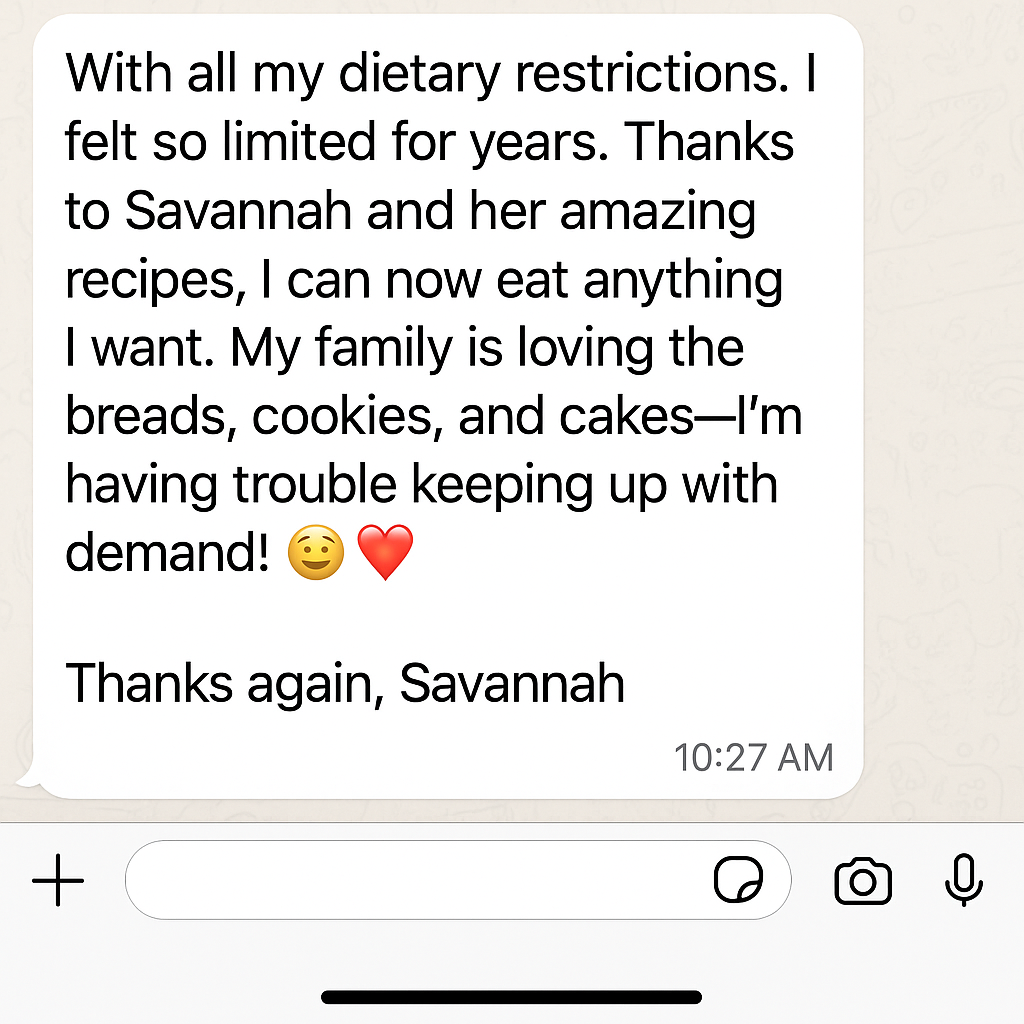 With all my dietary restrictions. I
felt so limited for years. Thanks
to Savannah and her amazing
recipes, I can now eat anything
I want. My family is loving the
breads, cookies, and cakes—I’m
having trouble keeping up with
demand! 😉❤️
Thanks again, Savannah
10:27 AM